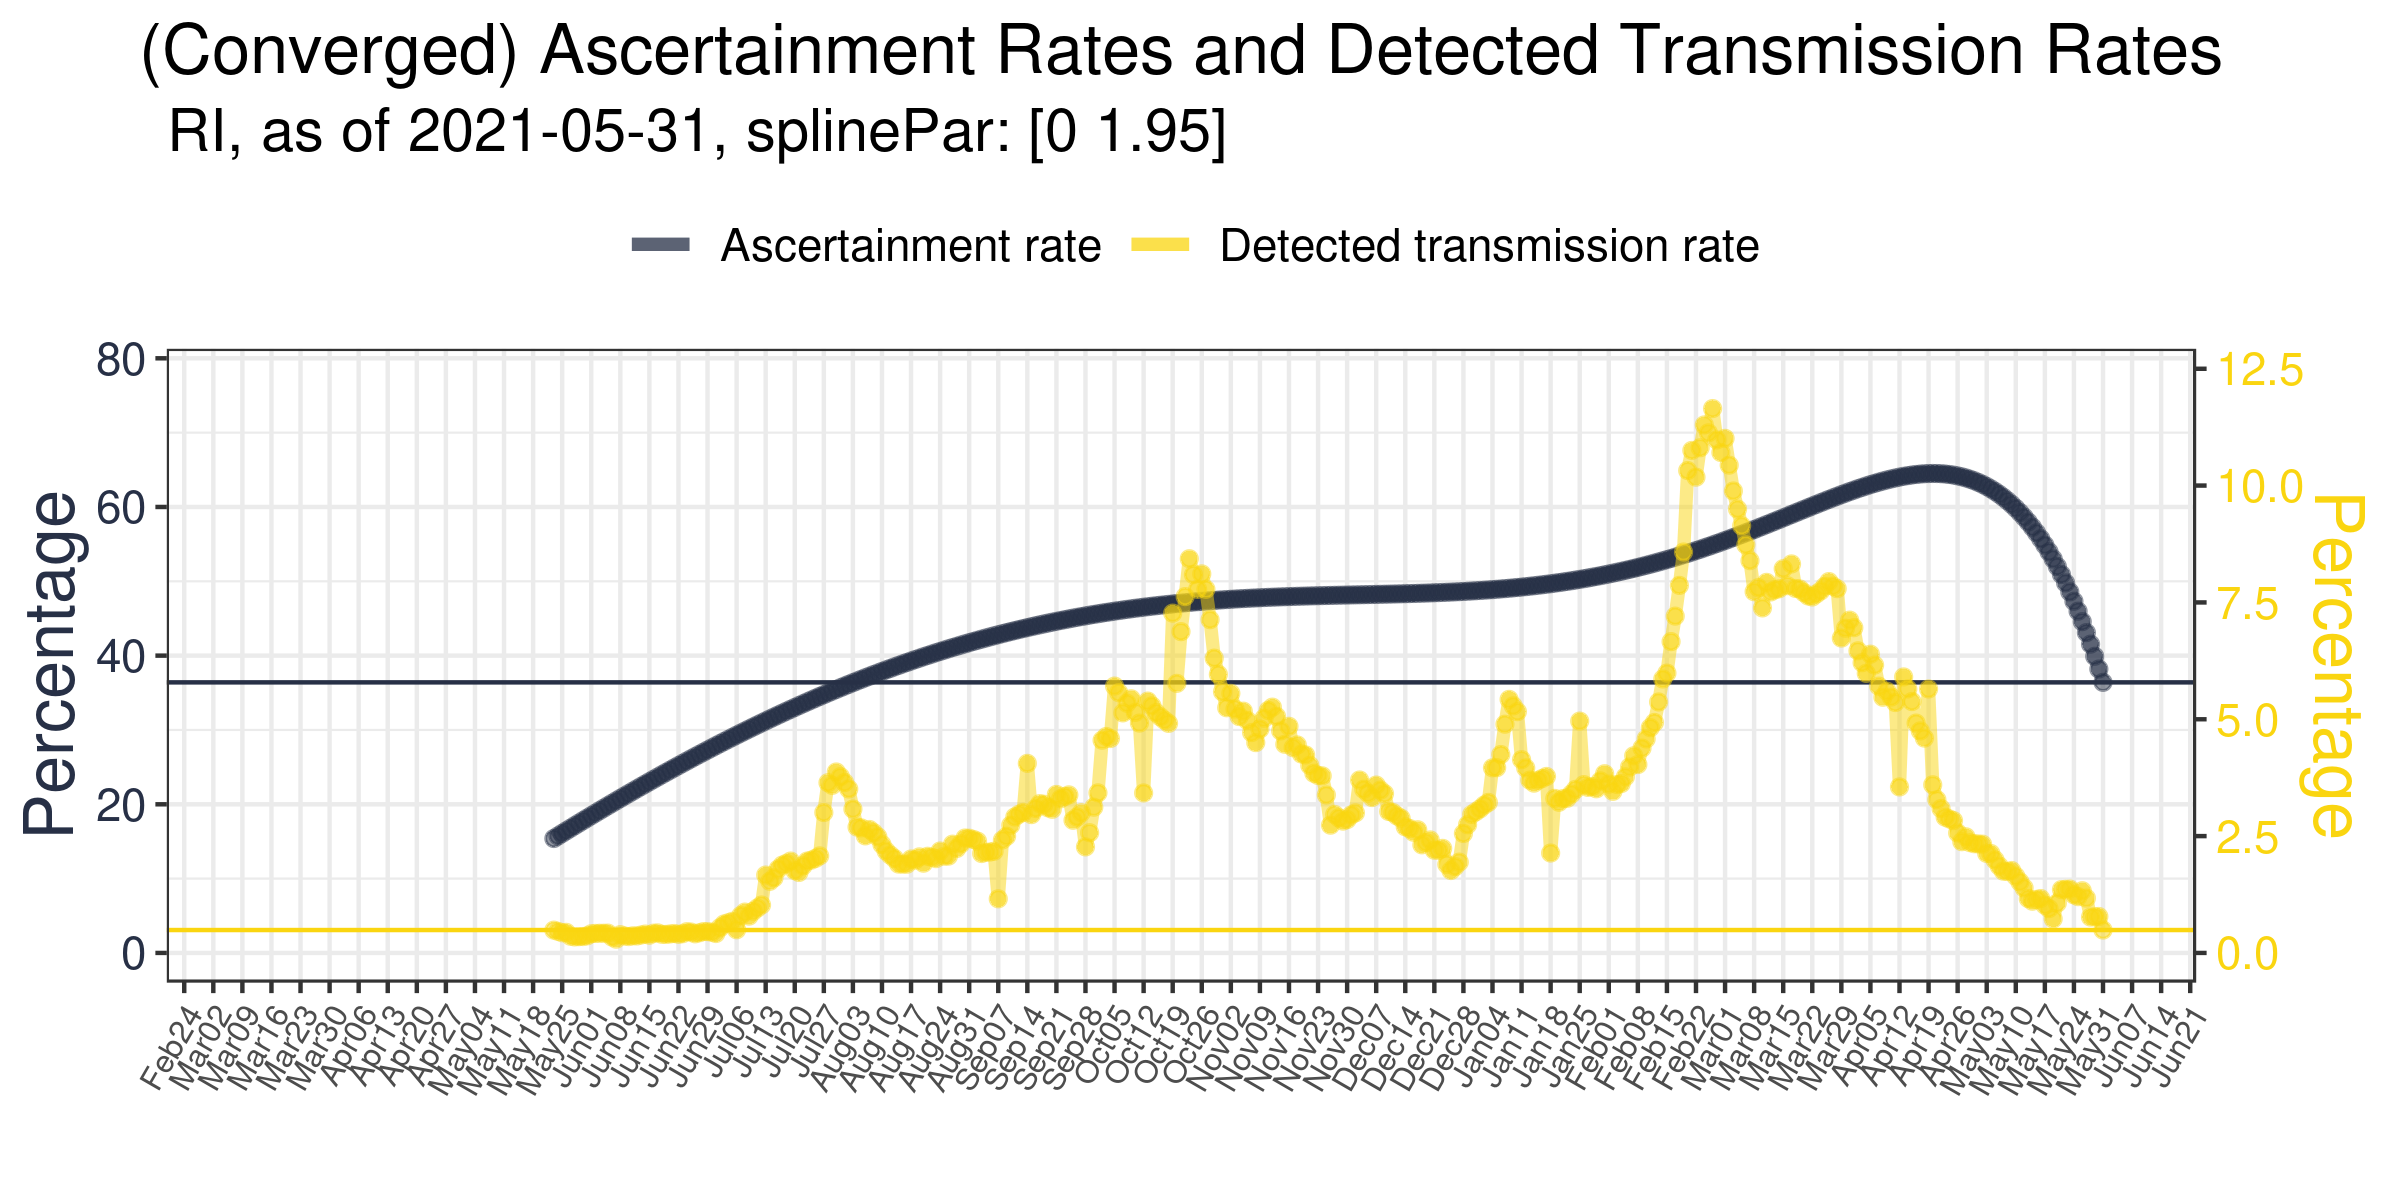 (Converged) Ascertainment Rates and Detected Transmission Rates
RI, as of 2021-05-31, splinePar: [0 1.95]
Ascertainment rate Detected transmission rate
Percentage
80
60
40
20
0
12.5
10.0
7.5
5.0
2.5
0.0
Percentage
Feb24
Mar02
Mar09
Mar16
Mar23
Mar30
Apr06
Apr13
Apr20
Apr27
May04
May11
May18
May25
Jun01
Jun08
Jun15
Jun22
Jun29
Jul06
Jul13
Jul20
Jul27
Aug03
Aug10
Aug17
Aug24
Aug31
Sep07
Sep14
Sep21
Sep28
Oct05
Oct12
Oct19
Oct26
Nov02
Nov09
Nov16
Nov23
Nov30
Dec07
Dec14
Dec21
Dec28
Jan04
Jan11
Jan18
Jan25
Feb01
Feb08
Feb15
Feb22
Mar01
Mar08
Mar15
Mar22
Mar29
Apr05
Apr12
Apr19
Apr26
May03
May10
May17
May24
May31
Jun07
Jun14
Jun21